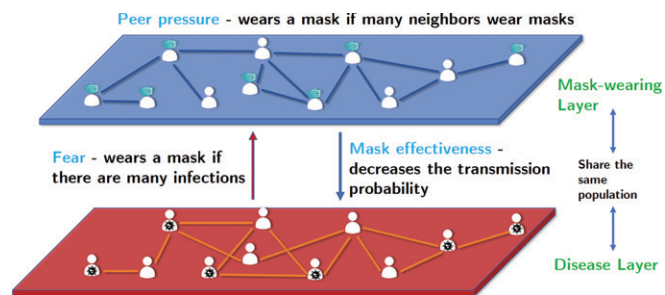 Peer pressure - wears a mask if many neighbors wear masks
Mask-wearing
Layer
Fear - wears a mask if
there are many infections
Mask effectiveness -
decreases the transmission
probability
Share the
same
population
Disease Layer